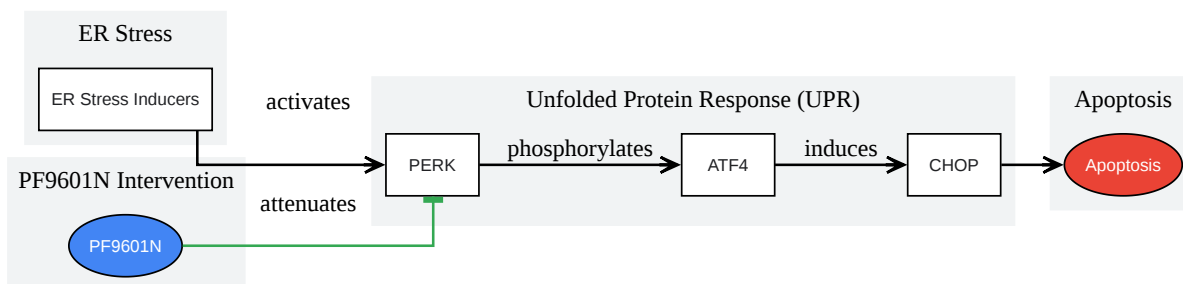 ER Stress
ER Stress Inducers
activates
Unfolded Protein Response (UPR)
Apoptosis
PERK
phosphorylates
ATF4
induces
CHOP
Apoptosis
PF9601N Intervention
attenuates
PF9601N